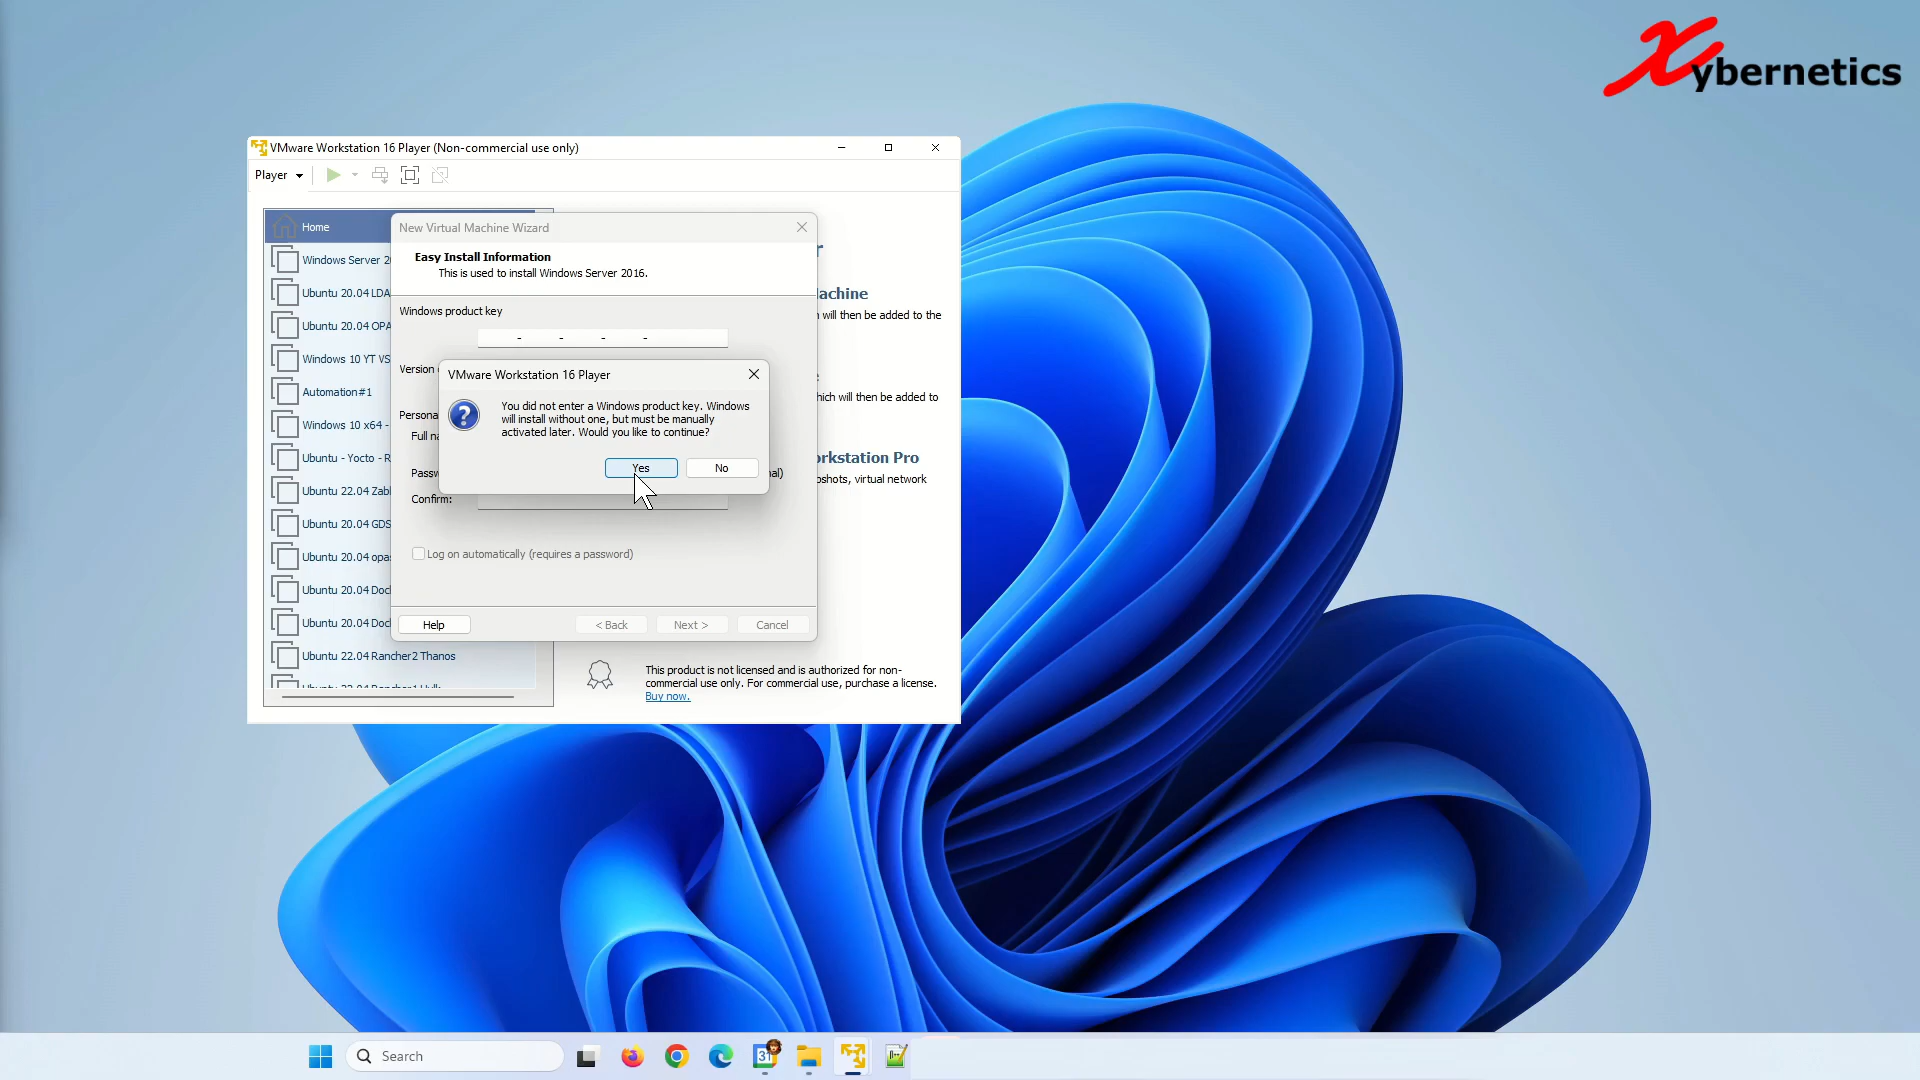 Xybernetics
VMware Workstation 16 Player (Non-commercial use only)
Player
Home
New Virtual Machine Wizard
Easy Install Information
This is used to install Windows Server 2016.
Windows product key
- - - -
Version
Persona
Full na
Passw
Confirm:
Log on automatically (requires a password)
Help
< Back
Next >
Cancel
VMware Workstation 16 Player
You did not enter a Windows product key. Windows
will install without one, but must be manually
activated later. Would you like to continue?
Yes
No
Windows Server 2
Ubuntu 20.04 LDA
Ubuntu 20.04 OPA
Windows 10 YT VS
Automation#1
Windows 10 x64 -
Ubuntu - Yocto - R
Ubuntu 22.04 Zab
Ubuntu 20.04 GDS
Ubuntu 20.04 opa
Ubuntu 20.04 Doc
Ubuntu 20.04 Doc
Ubuntu 22.04 Rancher2 Thanos
r
achine
will then be added to the
hich will then be added to
orkstation Pro
pshots, virtual network
nal)
This product is not licensed and is authorized for non-
commercial use only. For commercial use, purchase a license.
Buy now.
Search
31